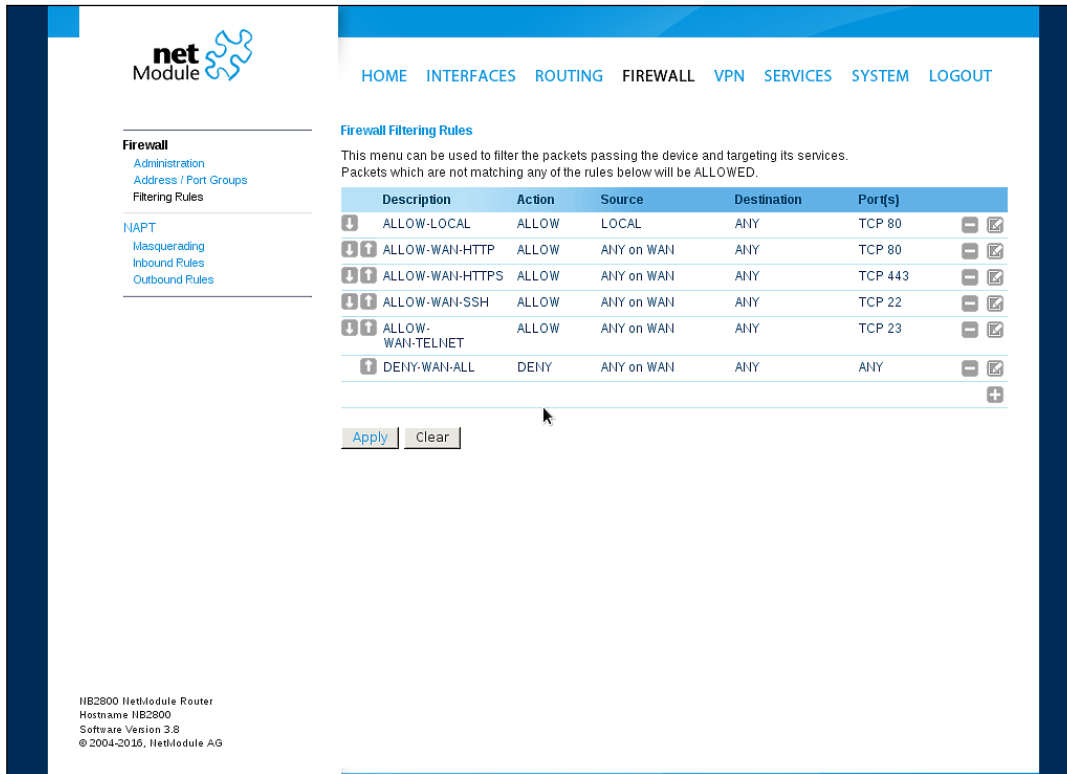 net
Module
HOME INTERFACES ROUTING FIREWALL VPN SERVICES SYSTEM LOGOUT
Firewall
Administration
Address / Port Groups
Filtering Rules
NAPT
Masquerading
Inbound Rules
Outbound Rules
Firewall Filtering Rules
This menu can be used to filter the packets passing the device and targeting its services.
Packets which are not matching any of the rules below will be ALLOWED.
Description Action Source Destination Port(s)
ALLOW-LOCAL ALLOW LOCAL ANY TCP 80
ALLOW-WAN-HTTP ALLOW ANY on WAN ANY TCP 80
ALLOW-WAN-HTTPS ALLOW ANY on WAN ANY TCP 443
ALLOW-WAN-SSH ALLOW ANY on WAN ANY TCP 22
ALLOW- ALLOW ANY on WAN ANY TCP 23
WAN-TELNET
DENY-WAN-ALL DENY ANY on WAN ANY ANY
Apply Clear
NB2800 NetModule Router
Hostname NB2800
Software Version 3.8
© 2004-2016, NetModule AG